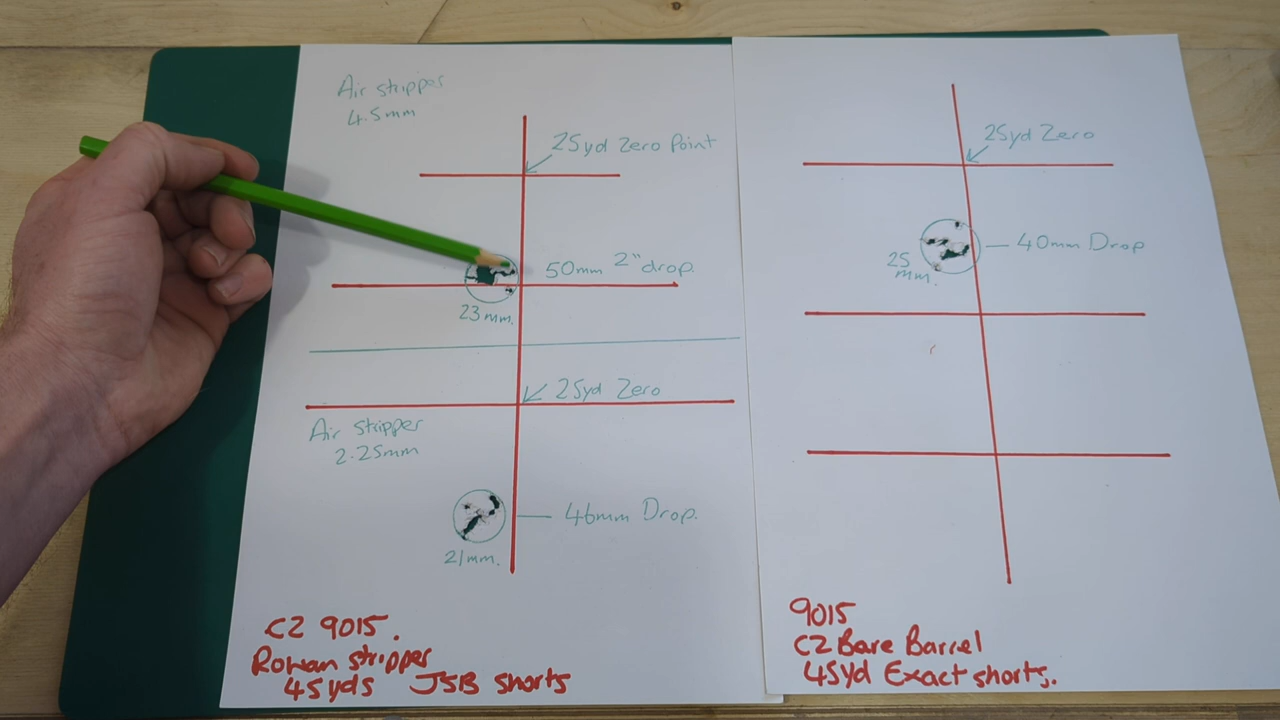 Air stripper
4.5mm
25yd Zero Point
50mm 2" drop.
23mm.
25yd Zero
Air stripper
2.25mm
46mm Drop.
21mm.
CZ 9015.
Rowan stripper
45yds JSB shorts
25yd Zero
40mm Drop
25
mm.
9015
CZ Bare Barrel
45yd Exact shorts.